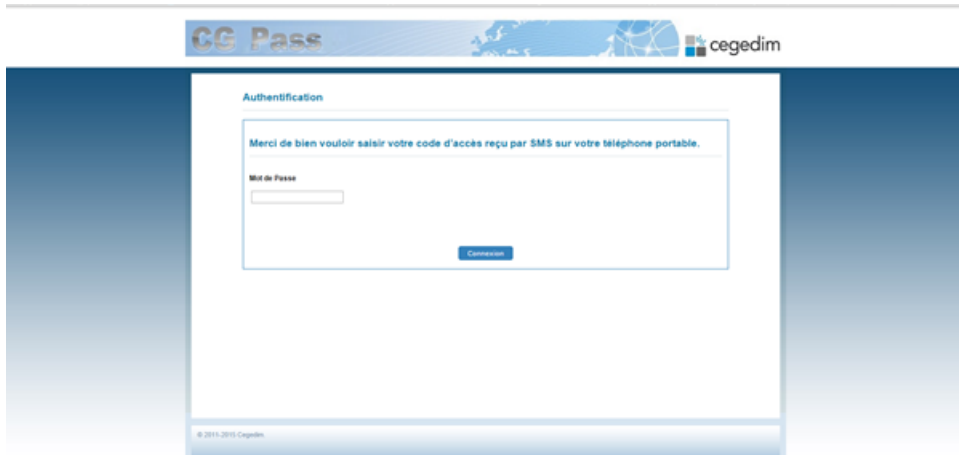 CG Pass
cegedim
Authentification
Merci de bien vouloir saisir votre code d'accès reçu par SMS sur votre téléphone portable.
Mot de Passe
Connexion
© 2011-2015 Cegedim